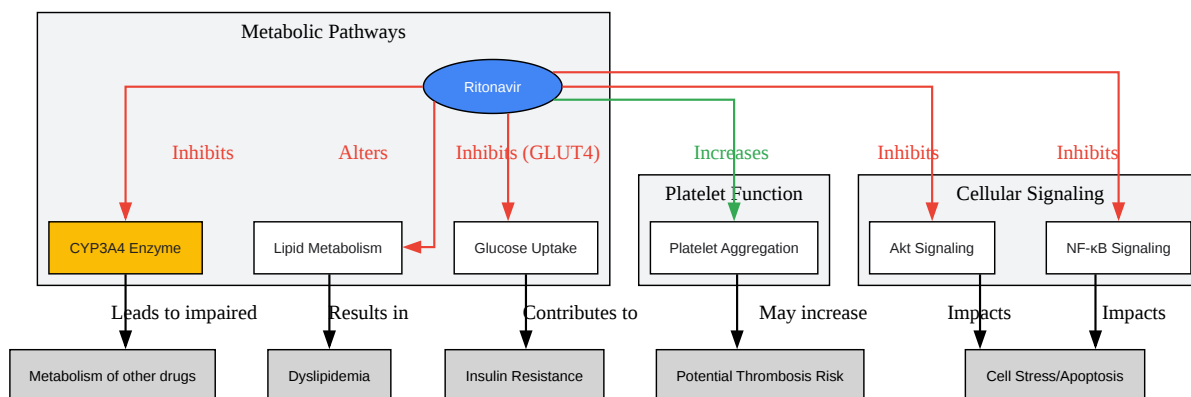 Metabolic Pathways
Ritonavir
Inhibits
Alters
Inhibits (GLUT4)
Increases
Inhibits
Inhibits
Platelet Function
Cellular Signaling
CYP3A4 Enzyme
Lipid Metabolism
Glucose Uptake
Platelet Aggregation
Akt Signaling
NF-κB Signaling
Leads to impaired
Results in
Contributes to
May increase
Impacts
Impacts
Metabolism of other drugs
Dyslipidemia
Insulin Resistance
Potential Thrombosis Risk
Cell Stress/Apoptosis